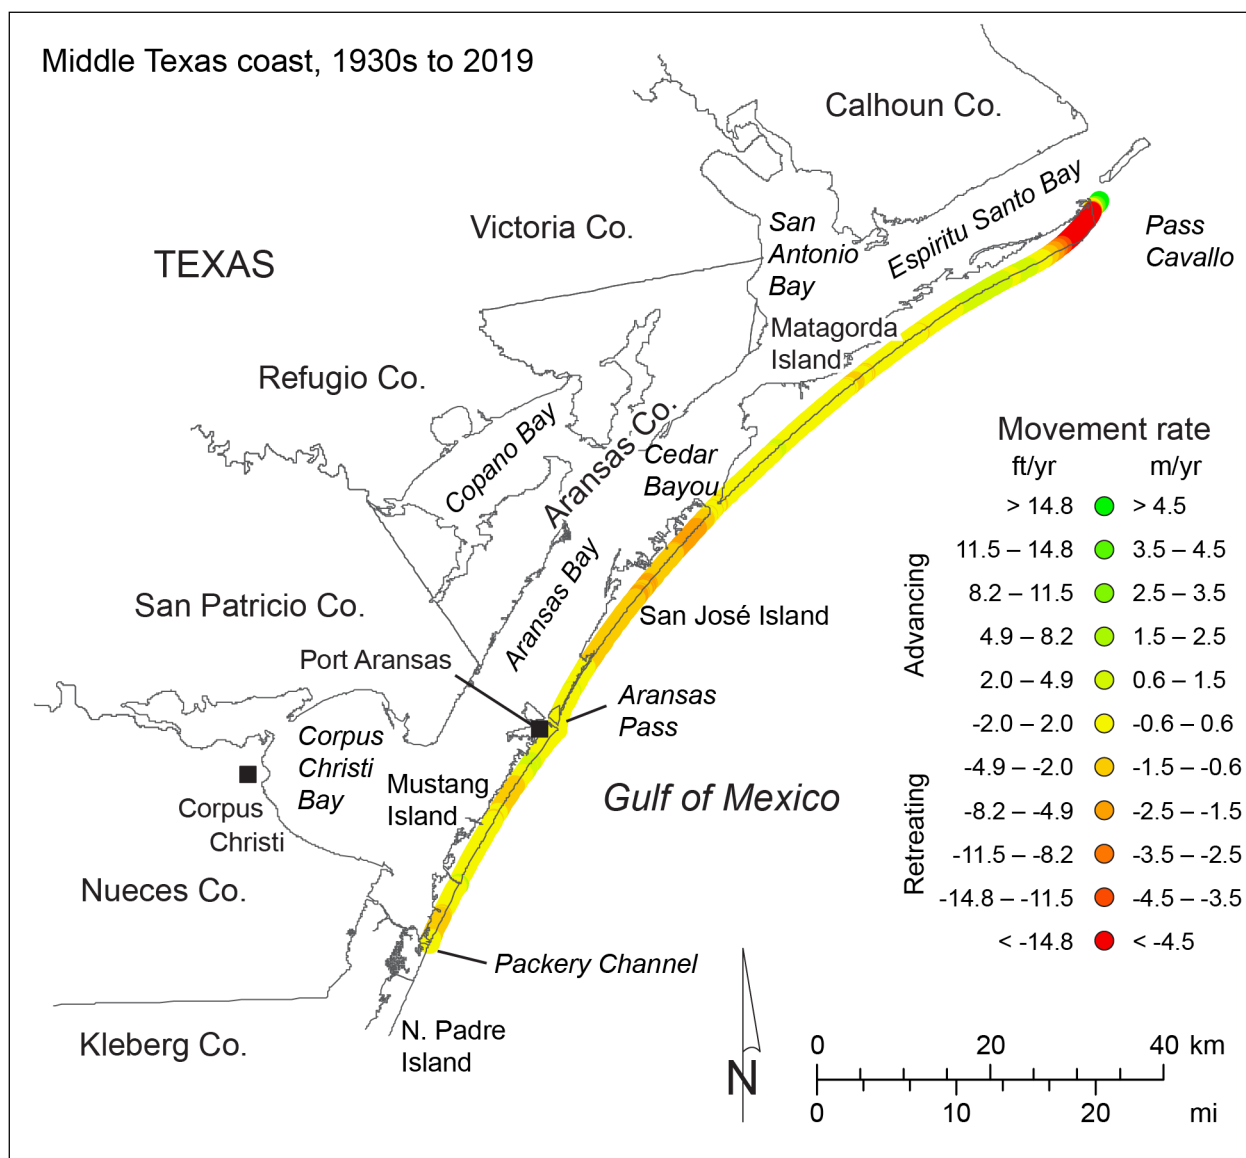 Middle Texas coast, 1930s to 2019
Calhoun Co.
Espiritu Santo Bay
Pass
Cavallo
Victoria Co.
San
Antonio
Bay
TEXAS
Matagorda
Island
Refugio Co.
Copano Bay
Aransas Co.
Cedar
Bayou
Aransas Bay
San José Island
San Patricio Co.
Port Aransas
Aransas
Pass
Corpus
Christi
Bay
Mustang
Island
Gulf of Mexico
Corpus
Christi
Nueces Co.
Packery Channel
N. Padre
Island
Kleberg Co.
Movement rate
ft/yr m/yr
> 14.8 > 4.5
11.5 – 14.8 3.5 – 4.5
8.2 – 11.5 2.5 – 3.5
4.9 – 8.2 1.5 – 2.5
2.0 – 4.9 0.6 – 1.5
-2.0 – 2.0 -0.6 – 0.6
-4.9 – -2.0 -1.5 – -0.6
-8.2 – -4.9 -2.5 – -1.5
-11.5 – -8.2 -3.5 – -2.5
-14.8 – -11.5 -4.5 – -3.5
< -14.8 < -4.5
Advancing
Retreating
N
0 20 40 km
0 10 20 mi